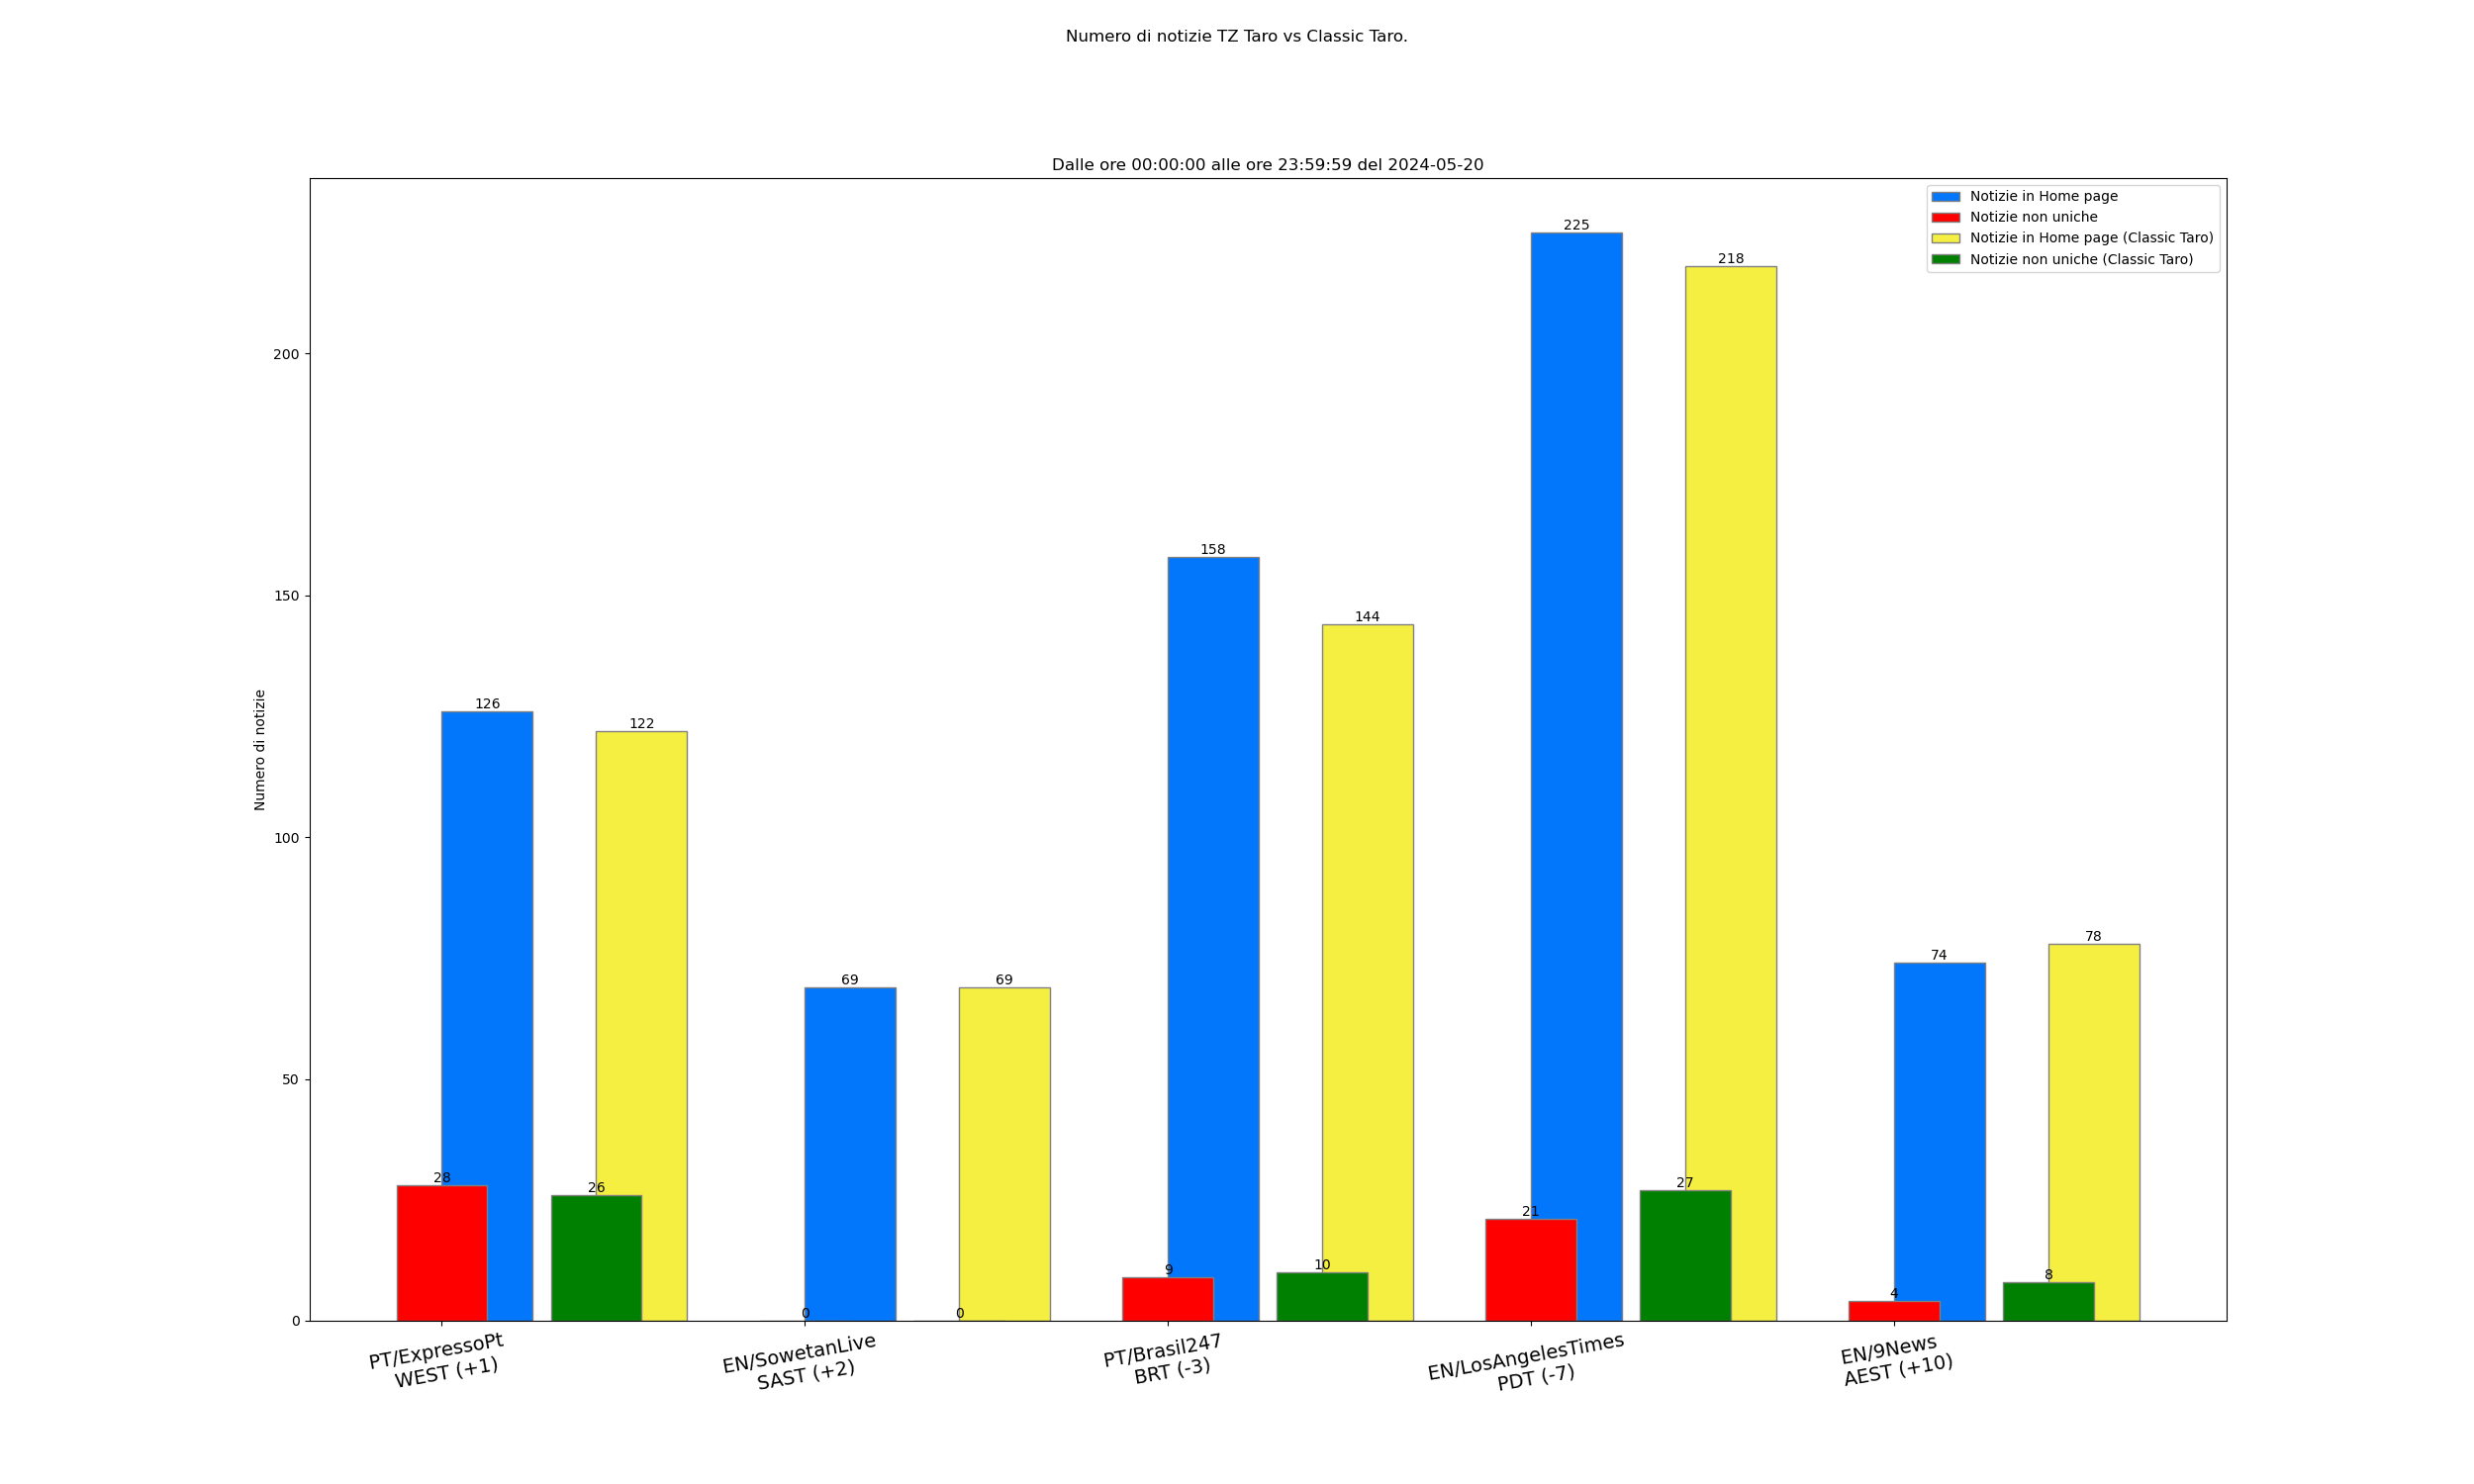 Numero di notizie TZ Taro vs Classic Taro.
Dalle ore 00:00:00 alle ore 23:59:59 del 2024-05-20
Notizie in Home page
Notizie non uniche
Notizie in Home page (Classic Taro)
Notizie non uniche (Classic Taro)
Numero di notizie
200
150
100
50
0
28
126
26
122
0
69
0
69
9
158
10
144
21
225
27
218
4
74
8
78
PT/ExpressoPt
WEST (+1)
EN/SowetanLive
SAST (+2)
PT/Brasil247
BRT (-3)
EN/LosAngelesTimes
PDT (-7)
EN/9News
AEST (+10)